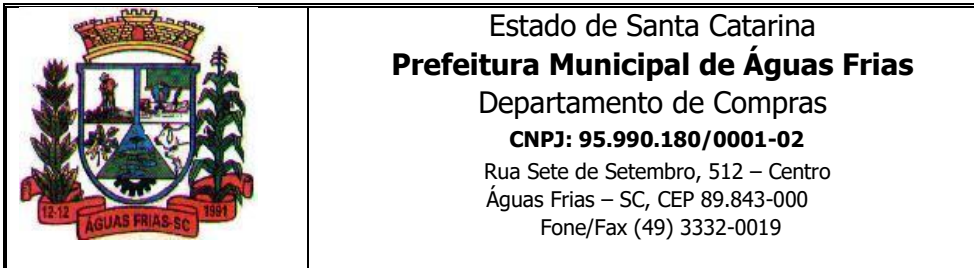 12-12
ÁGUAS FRIAS-SC
1991
Estado de Santa Catarina
Prefeitura Municipal de Águas Frias
Departamento de Compras
CNPJ: 95.990.180/0001-02
Rua Sete de Setembro, 512 – Centro
Águas Frias – SC, CEP 89.843-000
Fone/Fax (49) 3332-0019